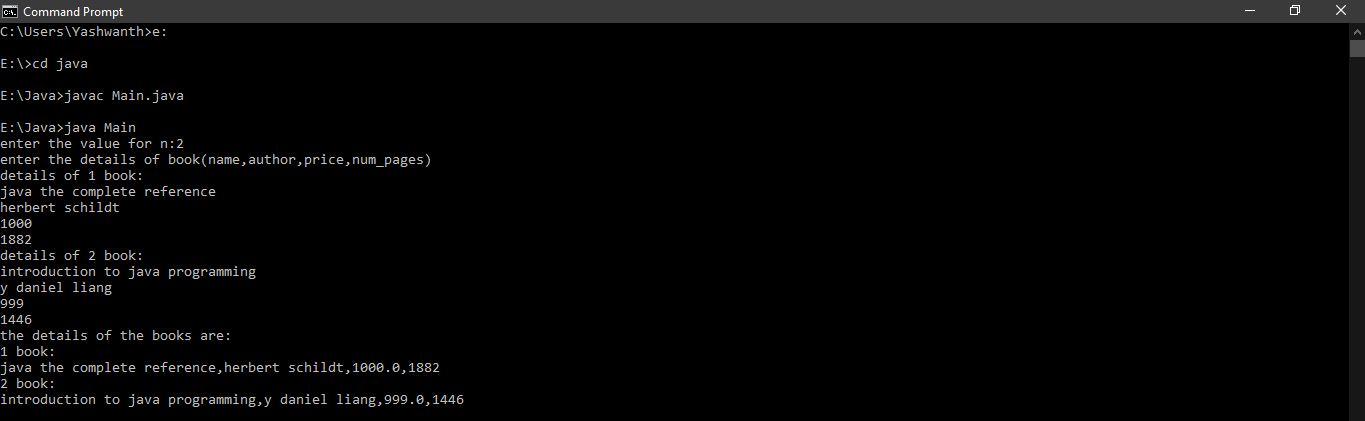 Command Prompt
C:\Users\Yashwanth>e:
E:\>cd java
E:\Java>javac Main.java
E:\Java>java Main
enter the value for n:2
enter the details of book(name,author,price,num_pages)
details of 1 book:
java the complete reference
herbert schildt
1000
1882
details of 2 book:
introduction to java programming
y daniel liang
999
1446
the details of the books are:
1 book:
java the complete reference,herbert schildt,1000.0,1882
2 book:
introduction to java programming,y daniel liang,999.0,1446